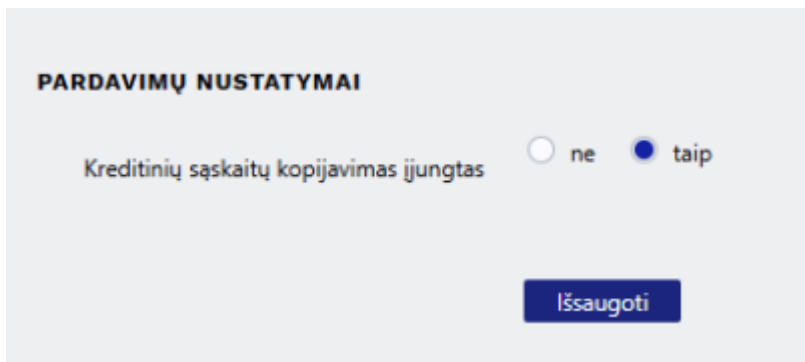 PARDAVIMŲ NUSTATYMAI
Kreditinių sąskaitų kopijavimas įjungtas ne taip
Išsaugoti